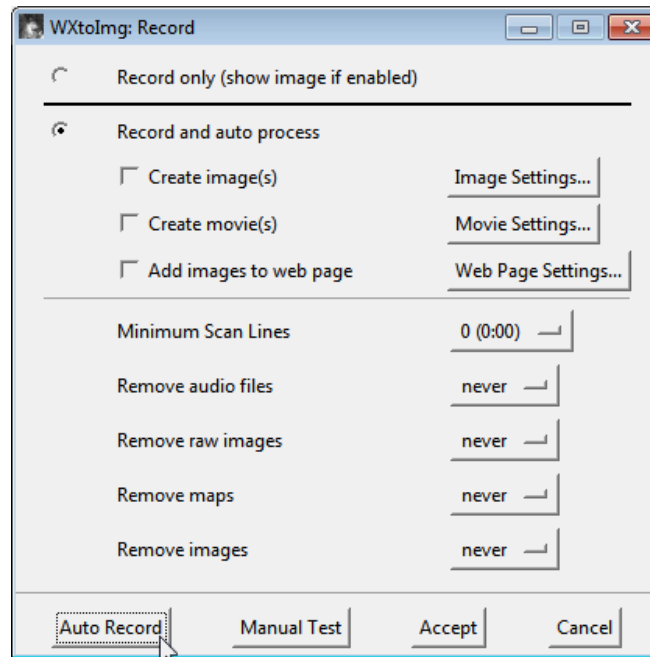 WXtoImg: Record
Record only (show image if enabled)
Record and auto process
Create image(s) Image Settings...
Create movie(s) Movie Settings...
Add images to web page Web Page Settings...
Minimum Scan Lines 0 (0:00)
Remove audio files never
Remove raw images never
Remove maps never
Remove images never
Auto Record Manual Test Accept Cancel